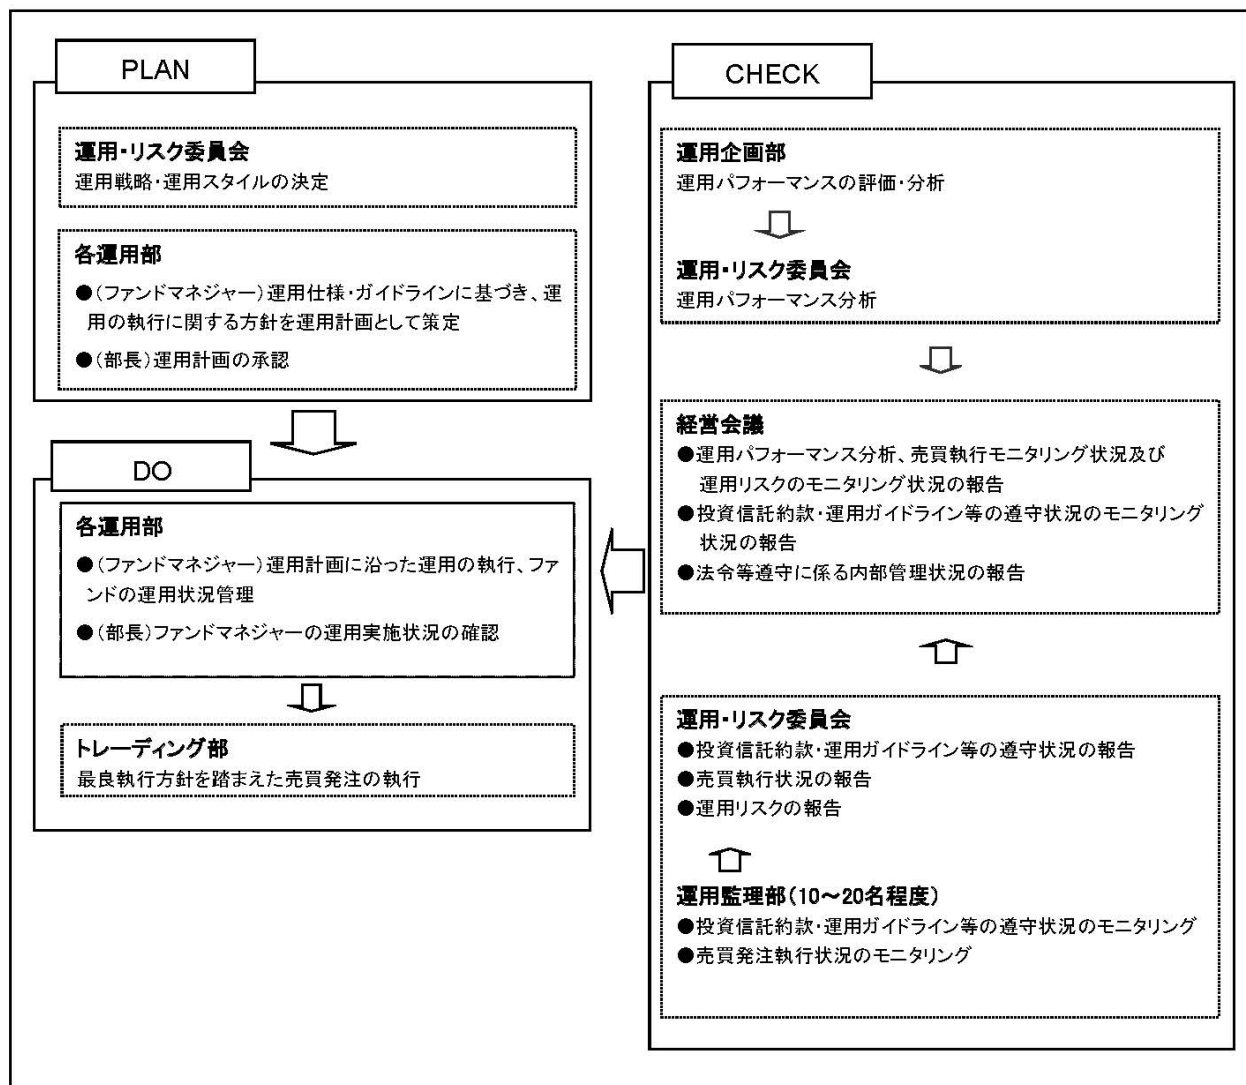 PLAN
運用・リスク委員会
運用戦略・運用スタイルの決定
各運用部
●(ファンドマネジャー)運用仕様・ガイドラインに基づき、運
用の執行に関する方針を運用計画として策定
●(部長)運用計画の承認
DO
各運用部
●(ファンドマネジャー)運用計画に沿った運用の執行、ファ
ンドの運用状況管理
●(部長)ファンドマネジャーの運用実施状況の確認
トレーディング部
最良執行方針を踏まえた売買発注の執行
CHECK
運用企画部
運用パフォーマンスの評価・分析
運用・リスク委員会
運用パフォーマンス分析
経営会議
●運用パフォーマンス分析、売買執行モニタリング状況及び
運用リスクのモニタリング状況の報告
●投資信託約款・運用ガイドライン等の遵守状況のモニタリング
状況の報告
●法令等遵守に係る内部管理状況の報告
運用・リスク委員会
●投資信託約款・運用ガイドライン等の遵守状況の報告
●売買執行状況の報告
●運用リスクの報告
運用監理部(10～20名程度)
●投資信託約款・運用ガイドライン等の遵守状況のモニタリング
●売買発注執行状況のモニタリング